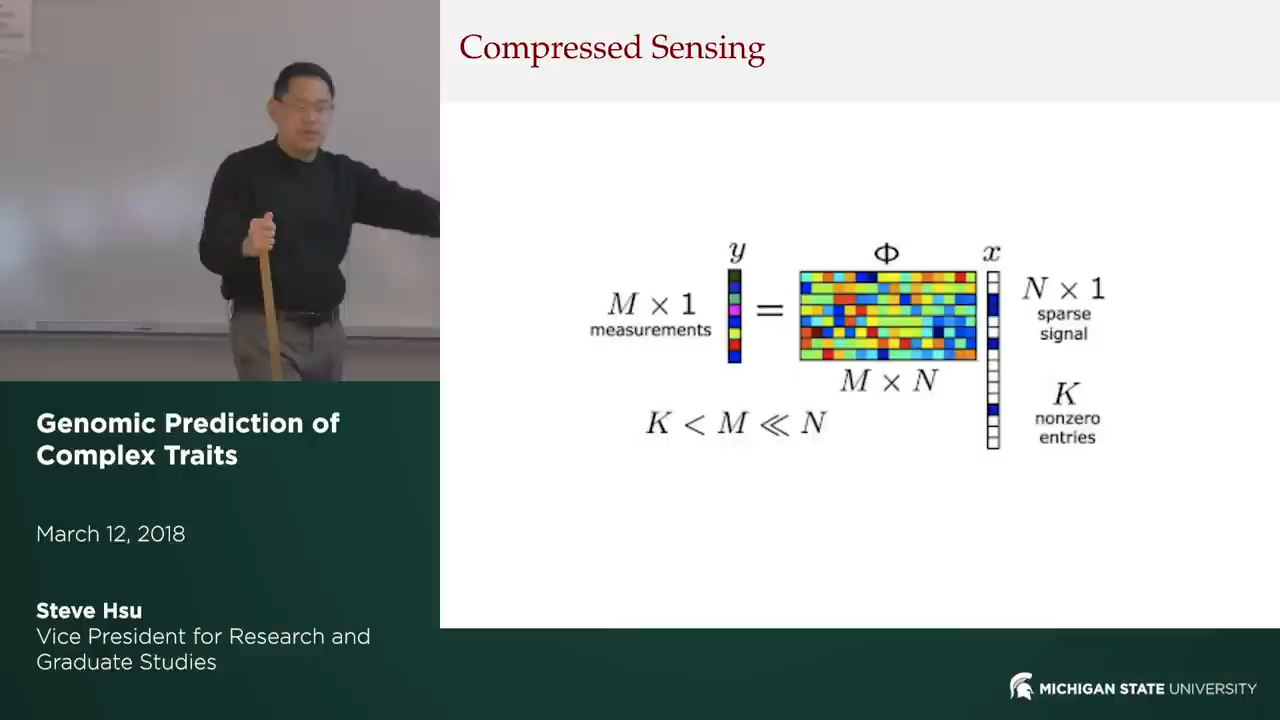 Compressed Sensing
y
Φ
x
M × 1
measurements
=
M × N
N × 1
sparse
signal
K < M ≪ N
K
nonzero
entries
Genomic Prediction of
Complex Traits
March 12, 2018
Steve Hsu
Vice President for Research and
Graduate Studies
MICHIGAN STATE UNIVERSITY